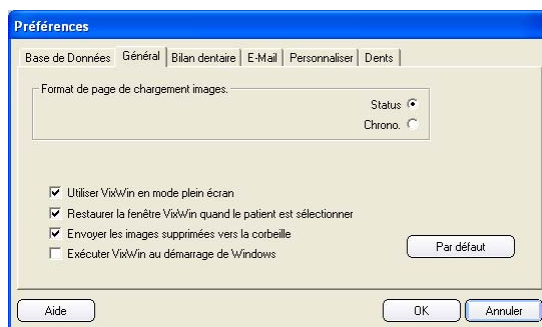 Préférences
Base de Données Général Bilan dentaire E-Mail Personnaliser Dents
Format de page de chargement images.
Status
Chrono.
Utiliser VixWin en mode plein écran
Restaurer la fenêtre VixWin quand le patient est sélectionner
Envoyer les images supprimées vers la corbeille
Exécuter VixWin au démarrage de Windows
Par défaut
Aide OK Annuler